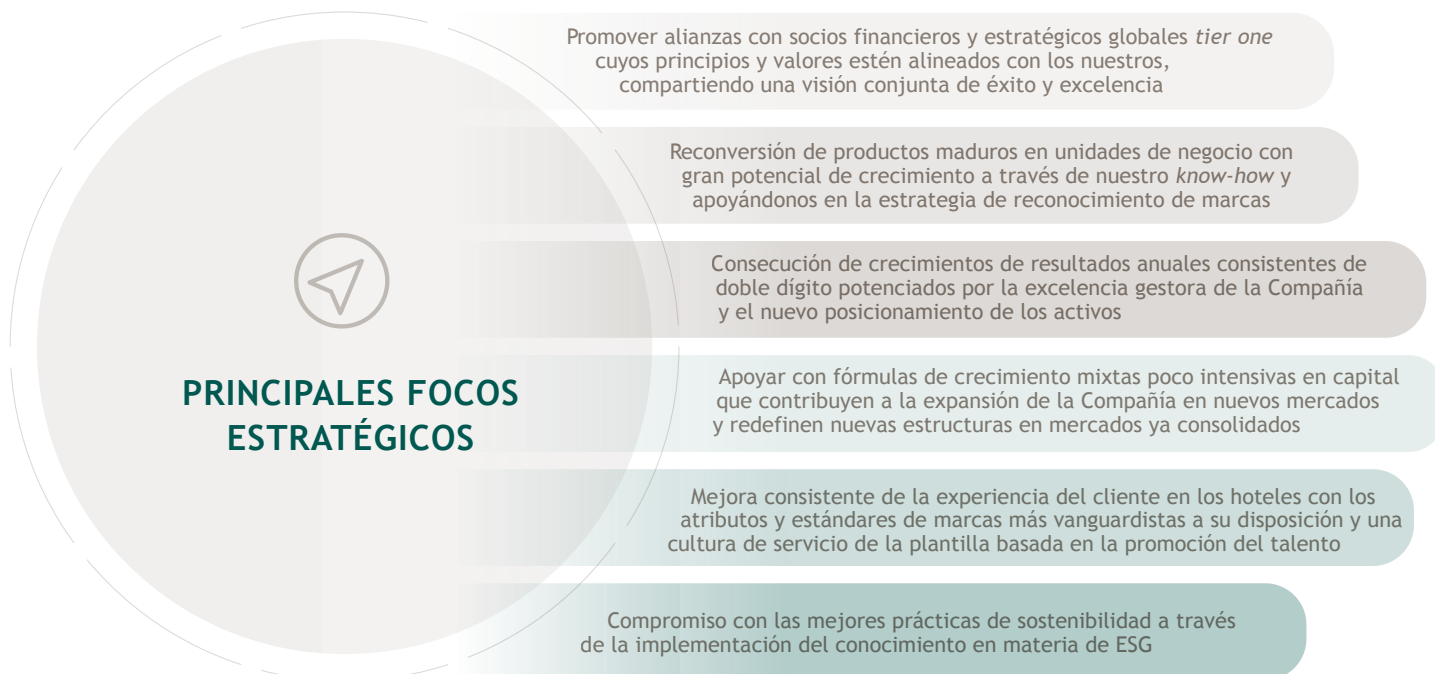 Promover alianzas con socios financieros y estratégicos globales tier one
cuyos principios y valores estén alineados con los nuestros,
compartiendo una visión conjunta de éxito y excelencia
Reconversión de productos maduros en unidades de negocio con
gran potencial de crecimiento a través de nuestro know-how y
apoyándonos en la estrategia de reconocimiento de marcas
Consecución de crecimientos de resultados anuales consistentes de
doble dígito potenciados por la excelencia gestora de la Compañía
y el nuevo posicionamiento de los activos
PRINCIPALES FOCOS
ESTRATÉGICOS
Apoyar con fórmulas de crecimiento mixtas poco intensivas en capital
que contribuyen a la expansión de la Compañía en nuevos mercados
y redefinen nuevas estructuras en mercados ya consolidados
Mejora consistente de la experiencia del cliente en los hoteles con los
atributos y estándares de marcas más vanguardistas a su disposición y una
cultura de servicio de la plantilla basada en la promoción del talento
Compromiso con las mejores prácticas de sostenibilidad a través
de la implementación del conocimiento en materia de ESG